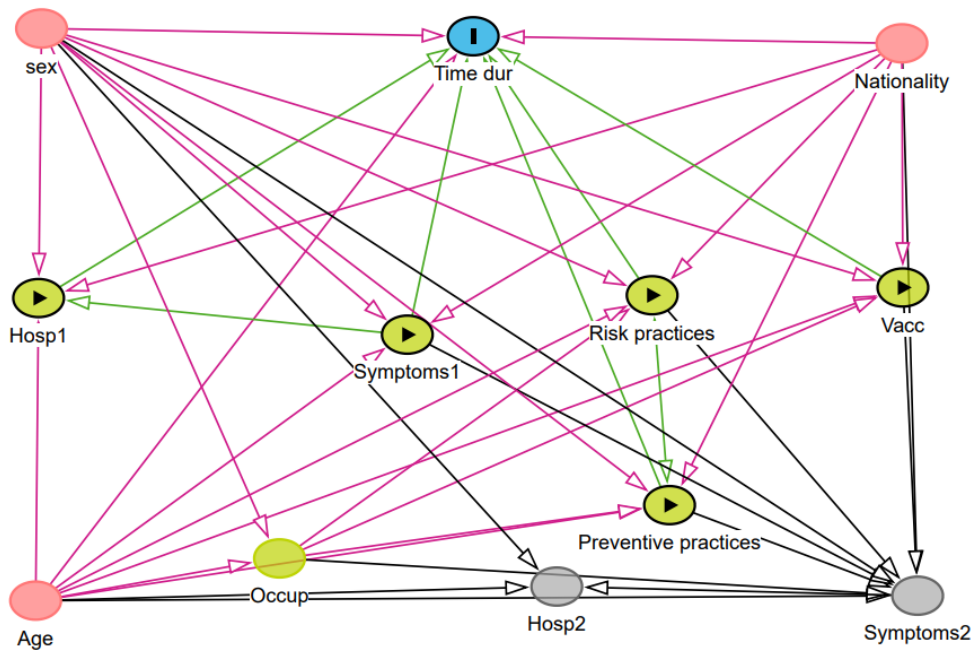 sex
Time dur
Nationality
Hosp1
Symptoms1
Risk practices
Vacc
Preventive practices
Occup
Hosp2
Age
Symptoms2